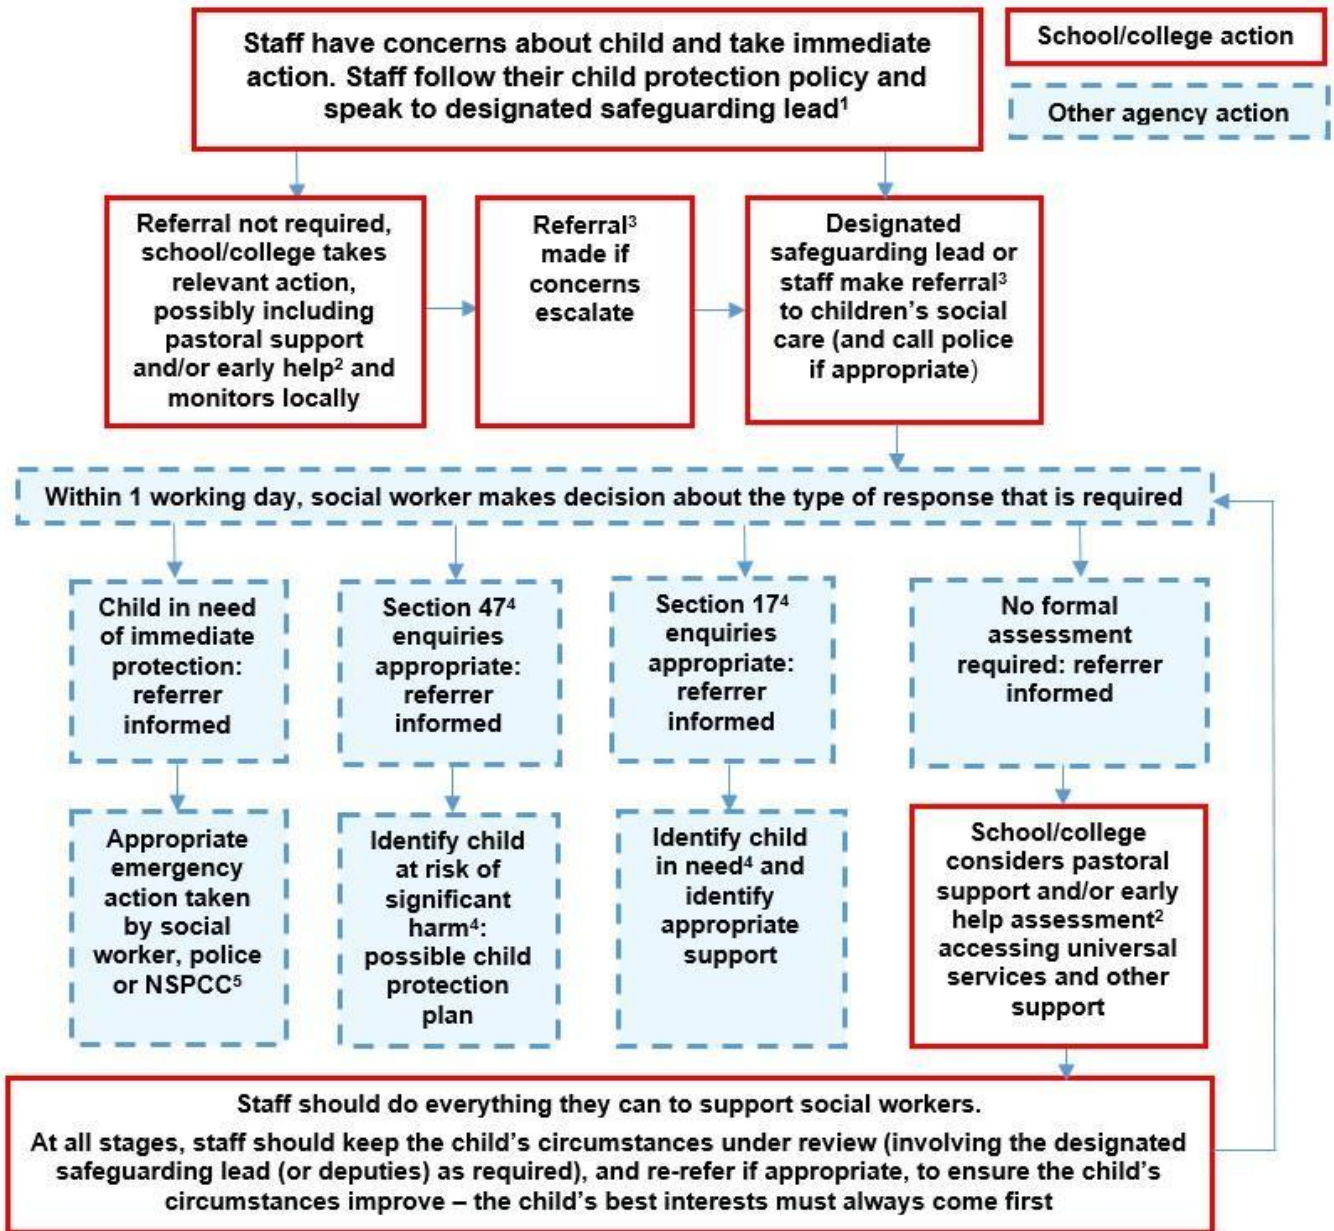 Staff have concerns about child and take immediate
action. Staff follow their child protection policy and
speak to designated safeguarding lead¹
School/college action
Other agency action
Referral not required,
school/college takes
relevant action,
possibly including
pastoral support
and/or early help² and
monitors locally
Referral³
made if
concerns
escalate
Designated
safeguarding lead or
staff make referral³
to children’s social
care (and call police
if appropriate)
Within 1 working day, social worker makes decision about the type of response that is required
Child in need
of immediate
protection:
referrer
informed
Section 47⁴
enquiries
appropriate:
referrer
informed
Section 17⁴
enquiries
appropriate:
referrer
informed
No formal
assessment
required: referrer
informed
Appropriate
emergency
action taken
by social
worker, police
or NSPCC⁵
Identify child
at risk of
significant
harm⁴:
possible child
protection
plan
Identify child
in need⁴ and
identify
appropriate
support
School/college
considers pastoral
support and/or early
help assessment²
accessing universal
services and other
support
Staff should do everything they can to support social workers.
At all stages, staff should keep the child’s circumstances under review (involving the designated
safeguarding lead (or deputies) as required), and re-refer if appropriate, to ensure the child’s
circumstances improve – the child’s best interests must always come first